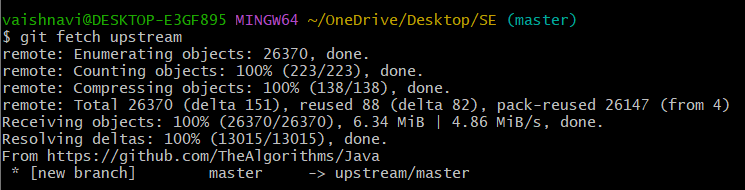 vaishnavi@DESKTOP-E3GF895 MINGW64 ~/OneDrive/Desktop/SE (master)
$ git fetch upstream
remote: Enumerating objects: 26370, done.
remote: Counting objects: 100% (223/223), done.
remote: Compressing objects: 100% (138/138), done.
remote: Total 26370 (delta 151), reused 88 (delta 82), pack-reused 26147 (from 4)
Receiving objects: 100% (26370/26370), 6.34 MiB | 4.86 MiB/s, done.
Resolving deltas: 100% (13015/13015), done.
From https://github.com/TheAlgorithms/Java
 * [new branch]        master     -> upstream/master